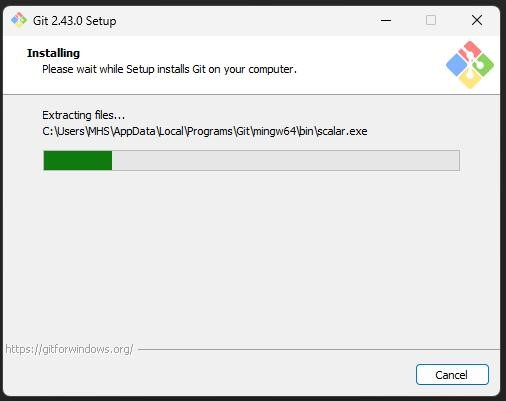 Git 2.43.0 Setup
Installing
Please wait while Setup installs Git on your computer.
Extracting files...
C:\Users\MHS\AppData\Local\Programs\Git\mingw64\bin\scalar.exe
https://gitforwindows.org/
Cancel